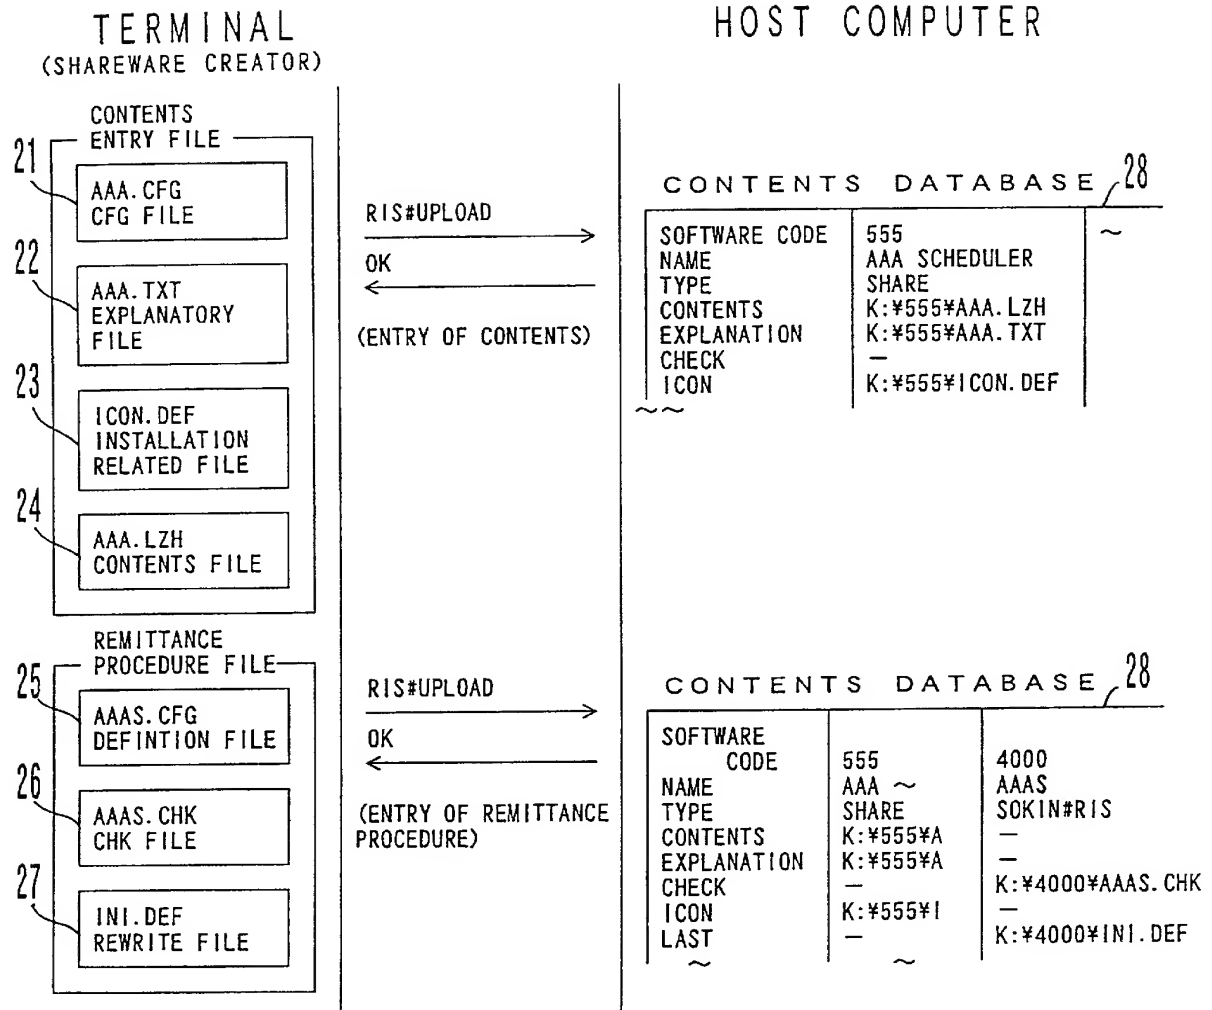 TERMINAL
(SHAREWARE CREATOR)
HOST COMPUTER
CONTENTS
ENTRY FILE
21
AAA.CFG
CFG FILE
22
AAA.TXT
EXPLANATORY
FILE
23
ICON.DEF
INSTALLATION
RELATED FILE
24
AAA.LZH
CONTENTS FILE
RIS#UPLOAD
OK
(ENTRY OF CONTENTS)
CONTENTS DATABASE 28
SOFTWARE CODE 555 ~
NAME AAA SCHEDULER
TYPE SHARE
CONTENTS K:¥555¥AAA.LZH
EXPLANATION K:¥555¥AAA.TXT
CHECK —
ICON K:¥555¥ICON.DEF
~~
REMITTANCE
PROCEDURE FILE
25
AAAS.CFG
DEFINTION FILE
26
AAAS.CHK
CHK FILE
27
INI.DEF
REWRITE FILE
RIS#UPLOAD
OK
(ENTRY OF REMITTANCE
PROCEDURE)
CONTENTS DATABASE 28
SOFTWARE
CODE 555 4000
NAME AAA ~ AAAS
TYPE SHARE SOKIN#RIS
CONTENTS K:¥555¥A —
EXPLANATION K:¥555¥A —
CHECK — K:¥4000¥AAAS.CHK
ICON K:¥555¥I —
LAST — K:¥4000¥INI.DEF
~ ~